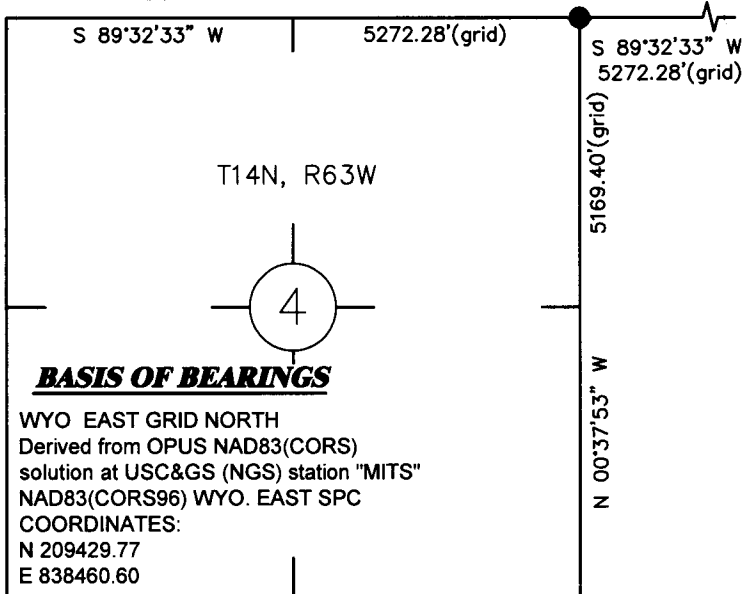 S 89°32'33" W
5272.28'(grid)
S 89°32'33" W
5272.28'(grid)
5169.40'(grid)
T14N, R63W
4
N 00°37'53" W
BASIS OF BEARINGS
WYO EAST GRID NORTH
Derived from OPUS NAD83(CORS)
solution at USC&GS (NGS) station "MITS"
NAD83(CORS96) WYO. EAST SPC
COORDINATES:
N 209429.77
E 838460.60